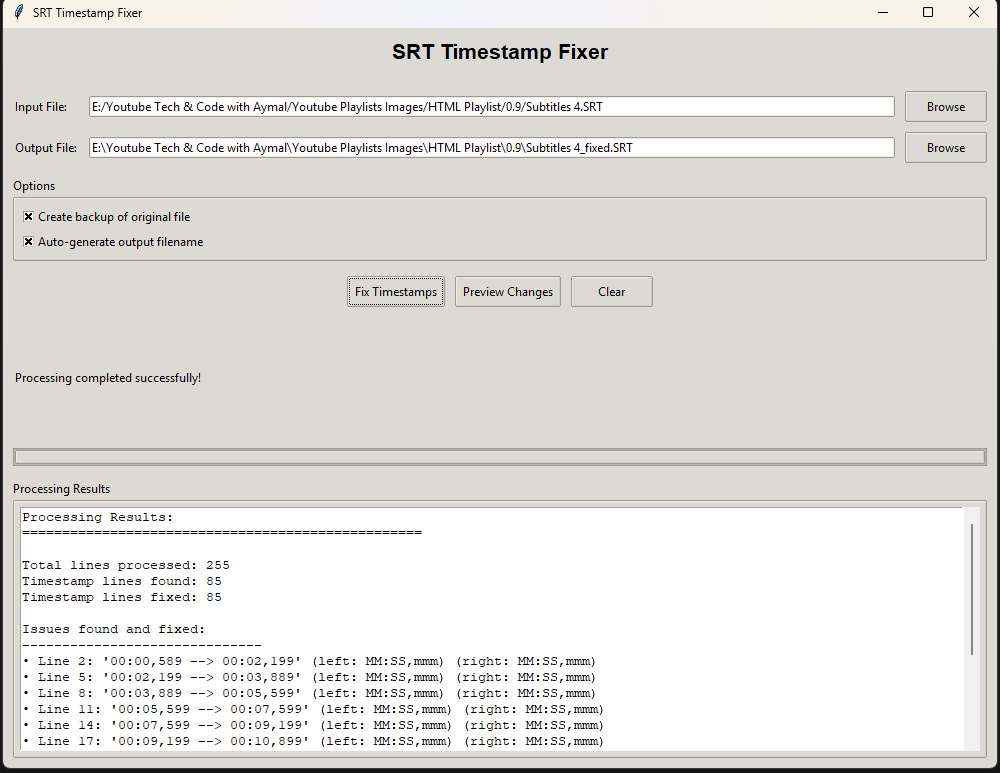 SRT Timestamp Fixer
SRT Timestamp Fixer
Input File: E:/Youtube Tech & Code with Aymal/Youtube Playlists Images/HTML Playlist/0.9/Subtitles 4.SRT Browse
Output File: E:\Youtube Tech & Code with Aymal\Youtube Playlists Images\HTML Playlist\0.9\Subtitles 4_fixed.SRT Browse
Options
Create backup of original file
Auto-generate output filename
Fix Timestamps Preview Changes Clear
Processing completed successfully!
Processing Results
Processing Results:
==================================================
Total lines processed: 255
Timestamp lines found: 85
Timestamp lines fixed: 85
Issues found and fixed:
------------------------------
• Line 2: '00:00,589 --> 00:02,199' (left: MM:SS,mmm) (right: MM:SS,mmm)
• Line 5: '00:02,199 --> 00:03,889' (left: MM:SS,mmm) (right: MM:SS,mmm)
• Line 8: '00:03,889 --> 00:05,599' (left: MM:SS,mmm) (right: MM:SS,mmm)
• Line 11: '00:05,599 --> 00:07,599' (left: MM:SS,mmm) (right: MM:SS,mmm)
• Line 14: '00:07,599 --> 00:09,199' (left: MM:SS,mmm) (right: MM:SS,mmm)
• Line 17: '00:09,199 --> 00:10,899' (left: MM:SS,mmm) (right: MM:SS,mmm)